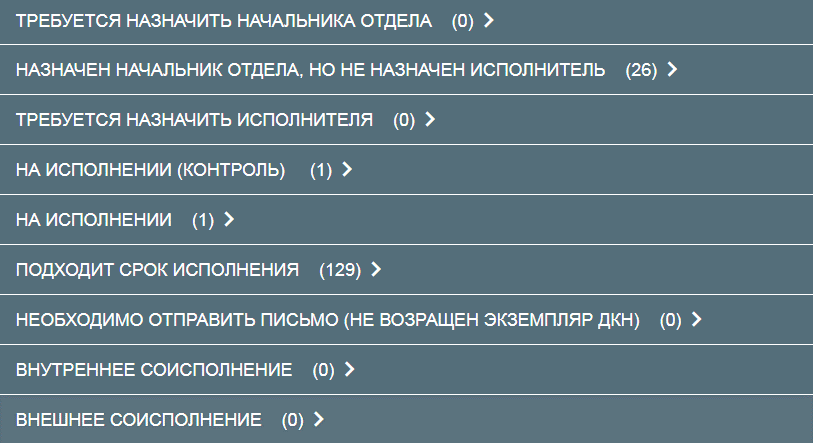 ТРЕБУЕТСЯ НАЗНАЧИТЬ НАЧАЛЬНИКА ОТДЕЛА (0)
НАЗНАЧЕН НАЧАЛЬНИК ОТДЕЛА, НО НЕ НАЗНАЧЕН ИСПОЛНИТЕЛЬ (26)
ТРЕБУЕТСЯ НАЗНАЧИТЬ ИСПОЛНИТЕЛЯ (0)
НА ИСПОЛНЕНИИ (КОНТРОЛЬ) (1)
НА ИСПОЛНЕНИИ (1)
ПОДХОДИТ СРОК ИСПОЛНЕНИЯ (129)
НЕОБХОДИМО ОТПРАВИТЬ ПИСЬМО (НЕ ВОЗРАЩЕН ЭКЗЕМПЛЯР ДКН) (0)
ВНУТРЕННЕЕ СОИСПОЛНЕНИЕ (0)
ВНЕШНЕЕ СОИСПОЛНЕНИЕ (0)